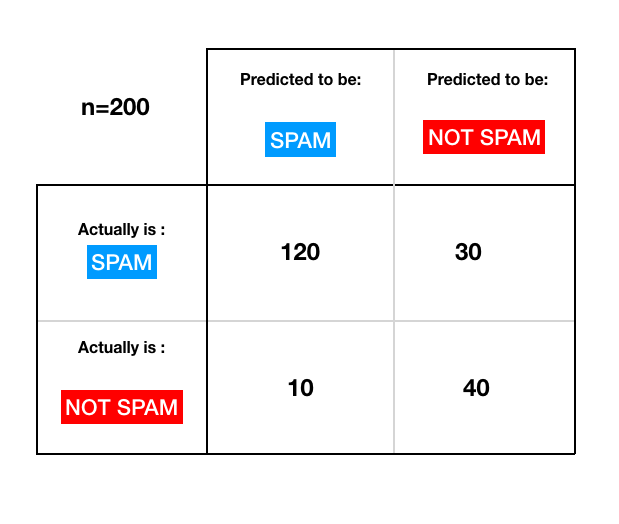 Predicted to be:
Predicted to be:
n=200
SPAM
NOT SPAM
Actually is :
SPAM
120
30
Actually is :
NOT SPAM
10
40